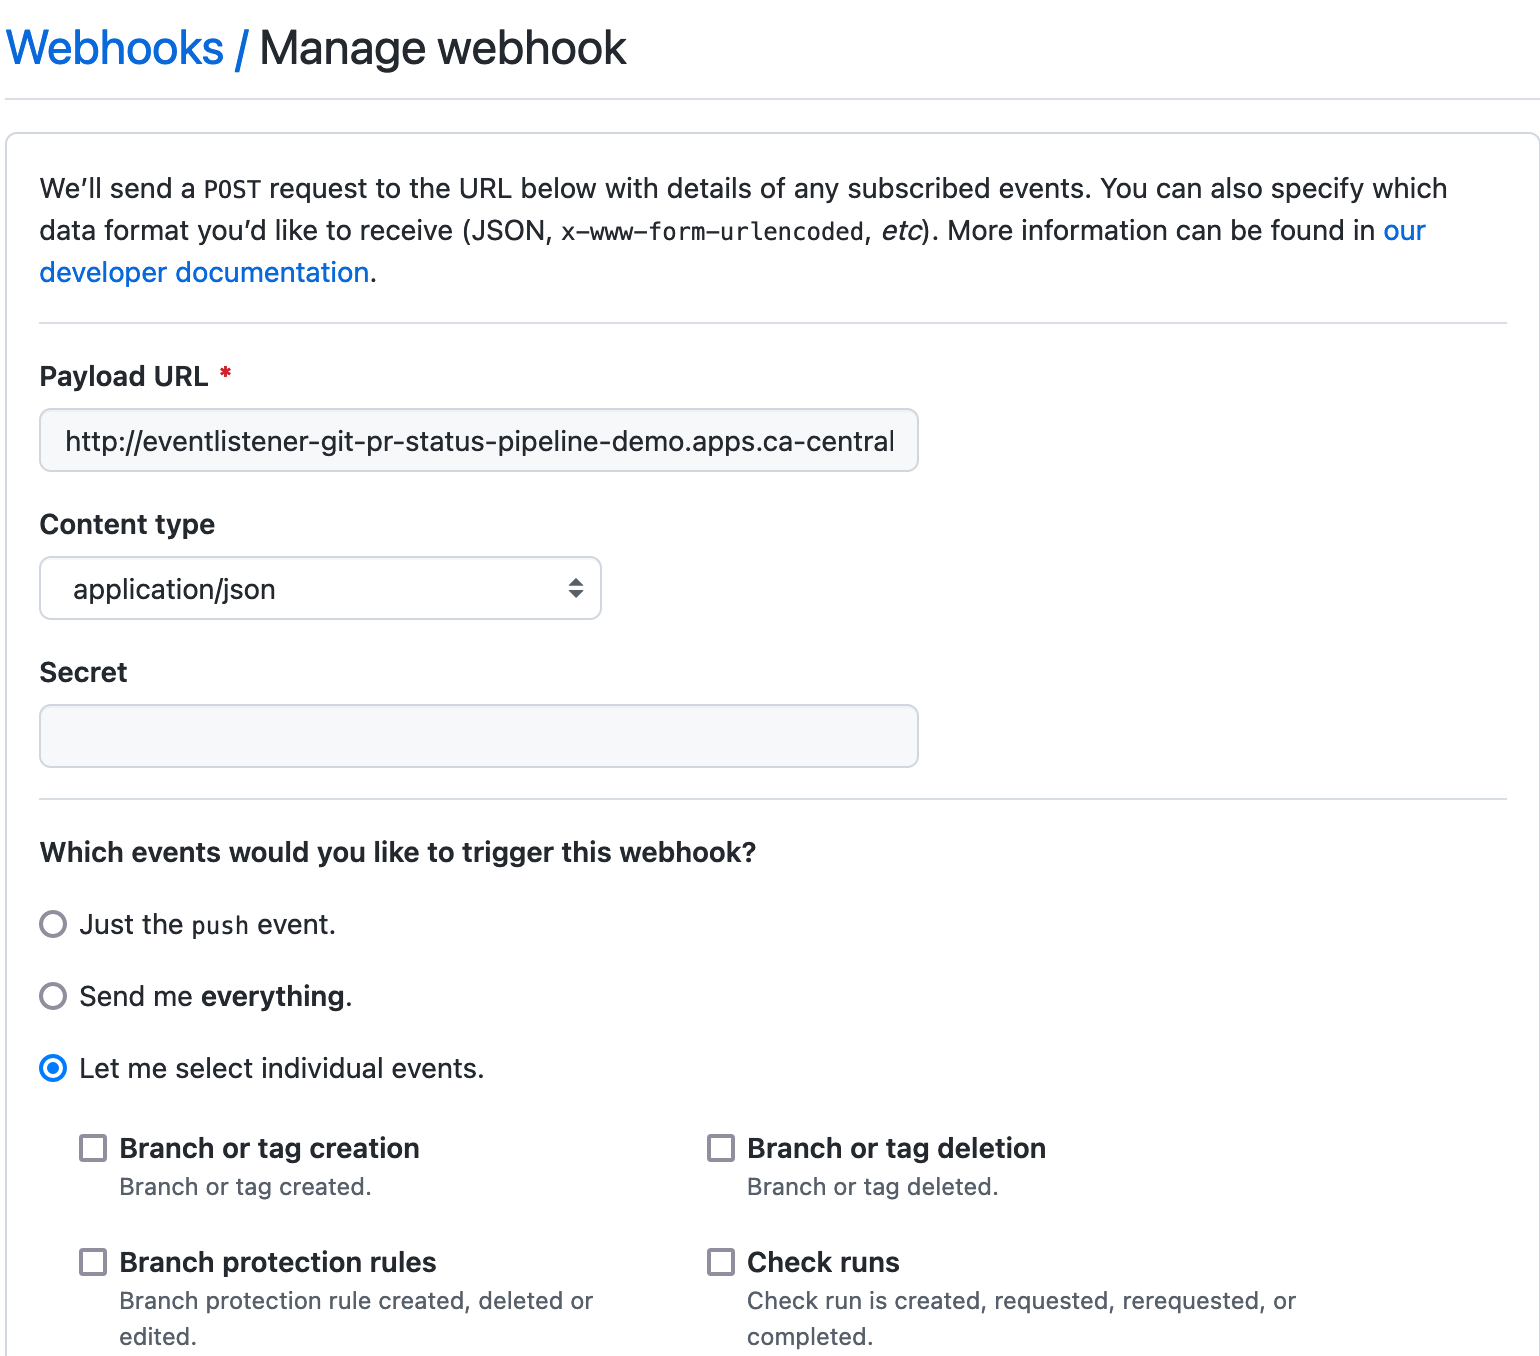 Webhooks / Manage webhook
We’ll send a POST request to the URL below with details of any subscribed events. You can also specify which
data format you’d like to receive (JSON, x-www-form-urlencoded, etc). More information can be found in our
developer documentation.
Payload URL *
http://eventlistener-git-pr-status-pipeline-demo.apps.ca-central
Content type
application/json
Secret
Which events would you like to trigger this webhook?
Just the push event.
Send me everything.
Let me select individual events.
Branch or tag creation
Branch or tag created.
Branch or tag deletion
Branch or tag deleted.
Branch protection rules
Branch protection rule created, deleted or
edited.
Check runs
Check run is created, requested, rerequested, or
completed.